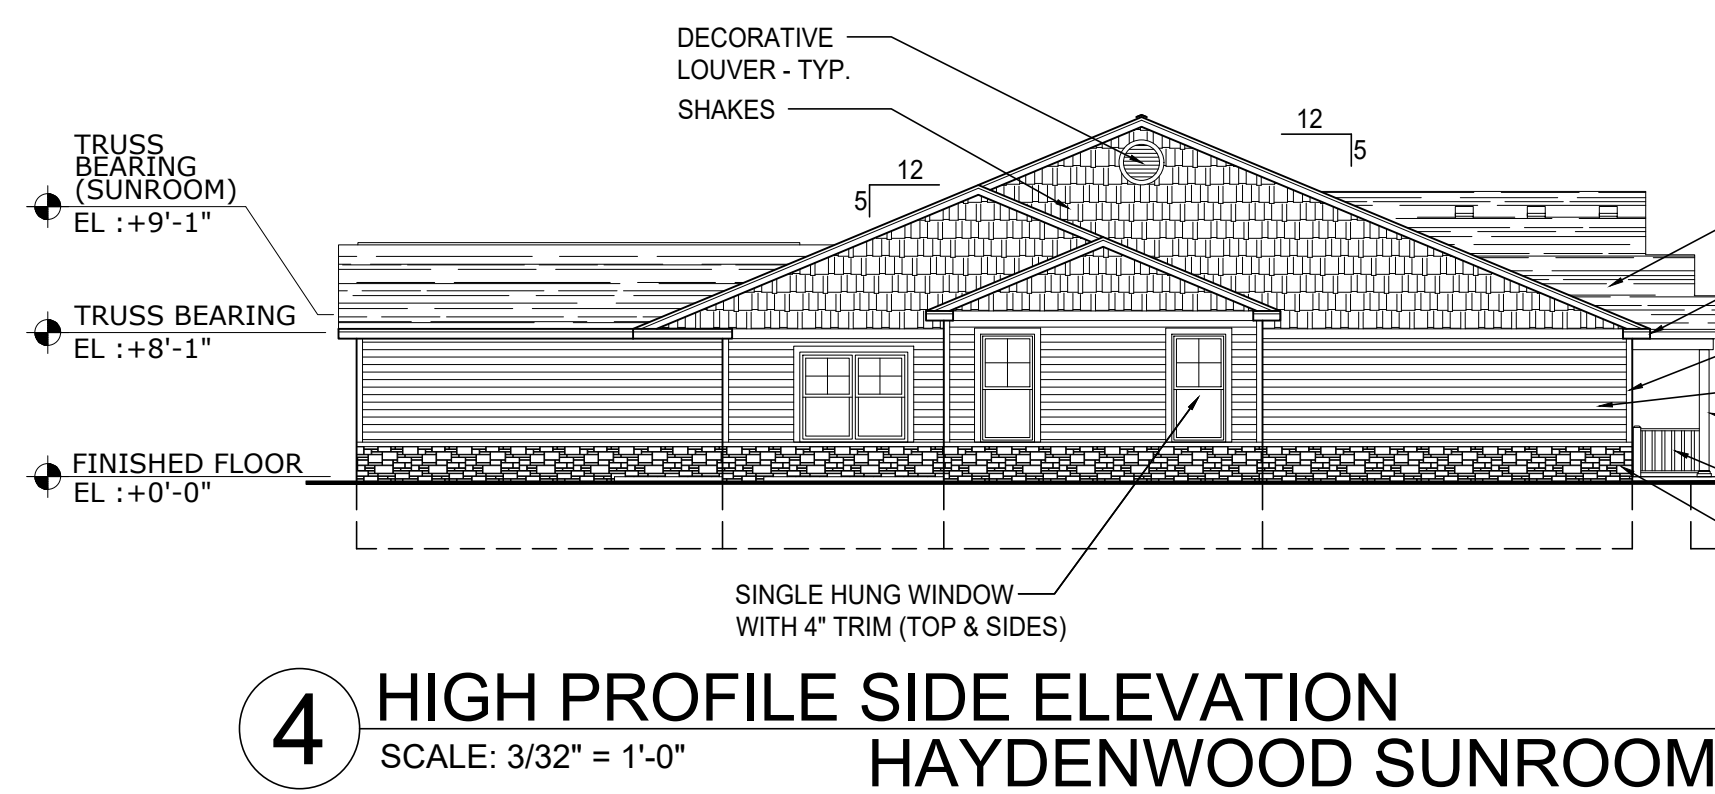 DECORATIVE
LOUVER - TYP.
SHAKES
12
5
12
5
TRUSS
BEARING
(SUNROOM)
EL :+9'-1"
TRUSS BEARING
EL :+8'-1"
FINISHED FLOOR
EL :+0'-0"
SINGLE HUNG WINDOW
WITH 4" TRIM (TOP & SIDES)
4
HIGH PROFILE SIDE ELEVATION
SCALE: 3/32" = 1'-0"
HAYDENWOOD SUNROOM